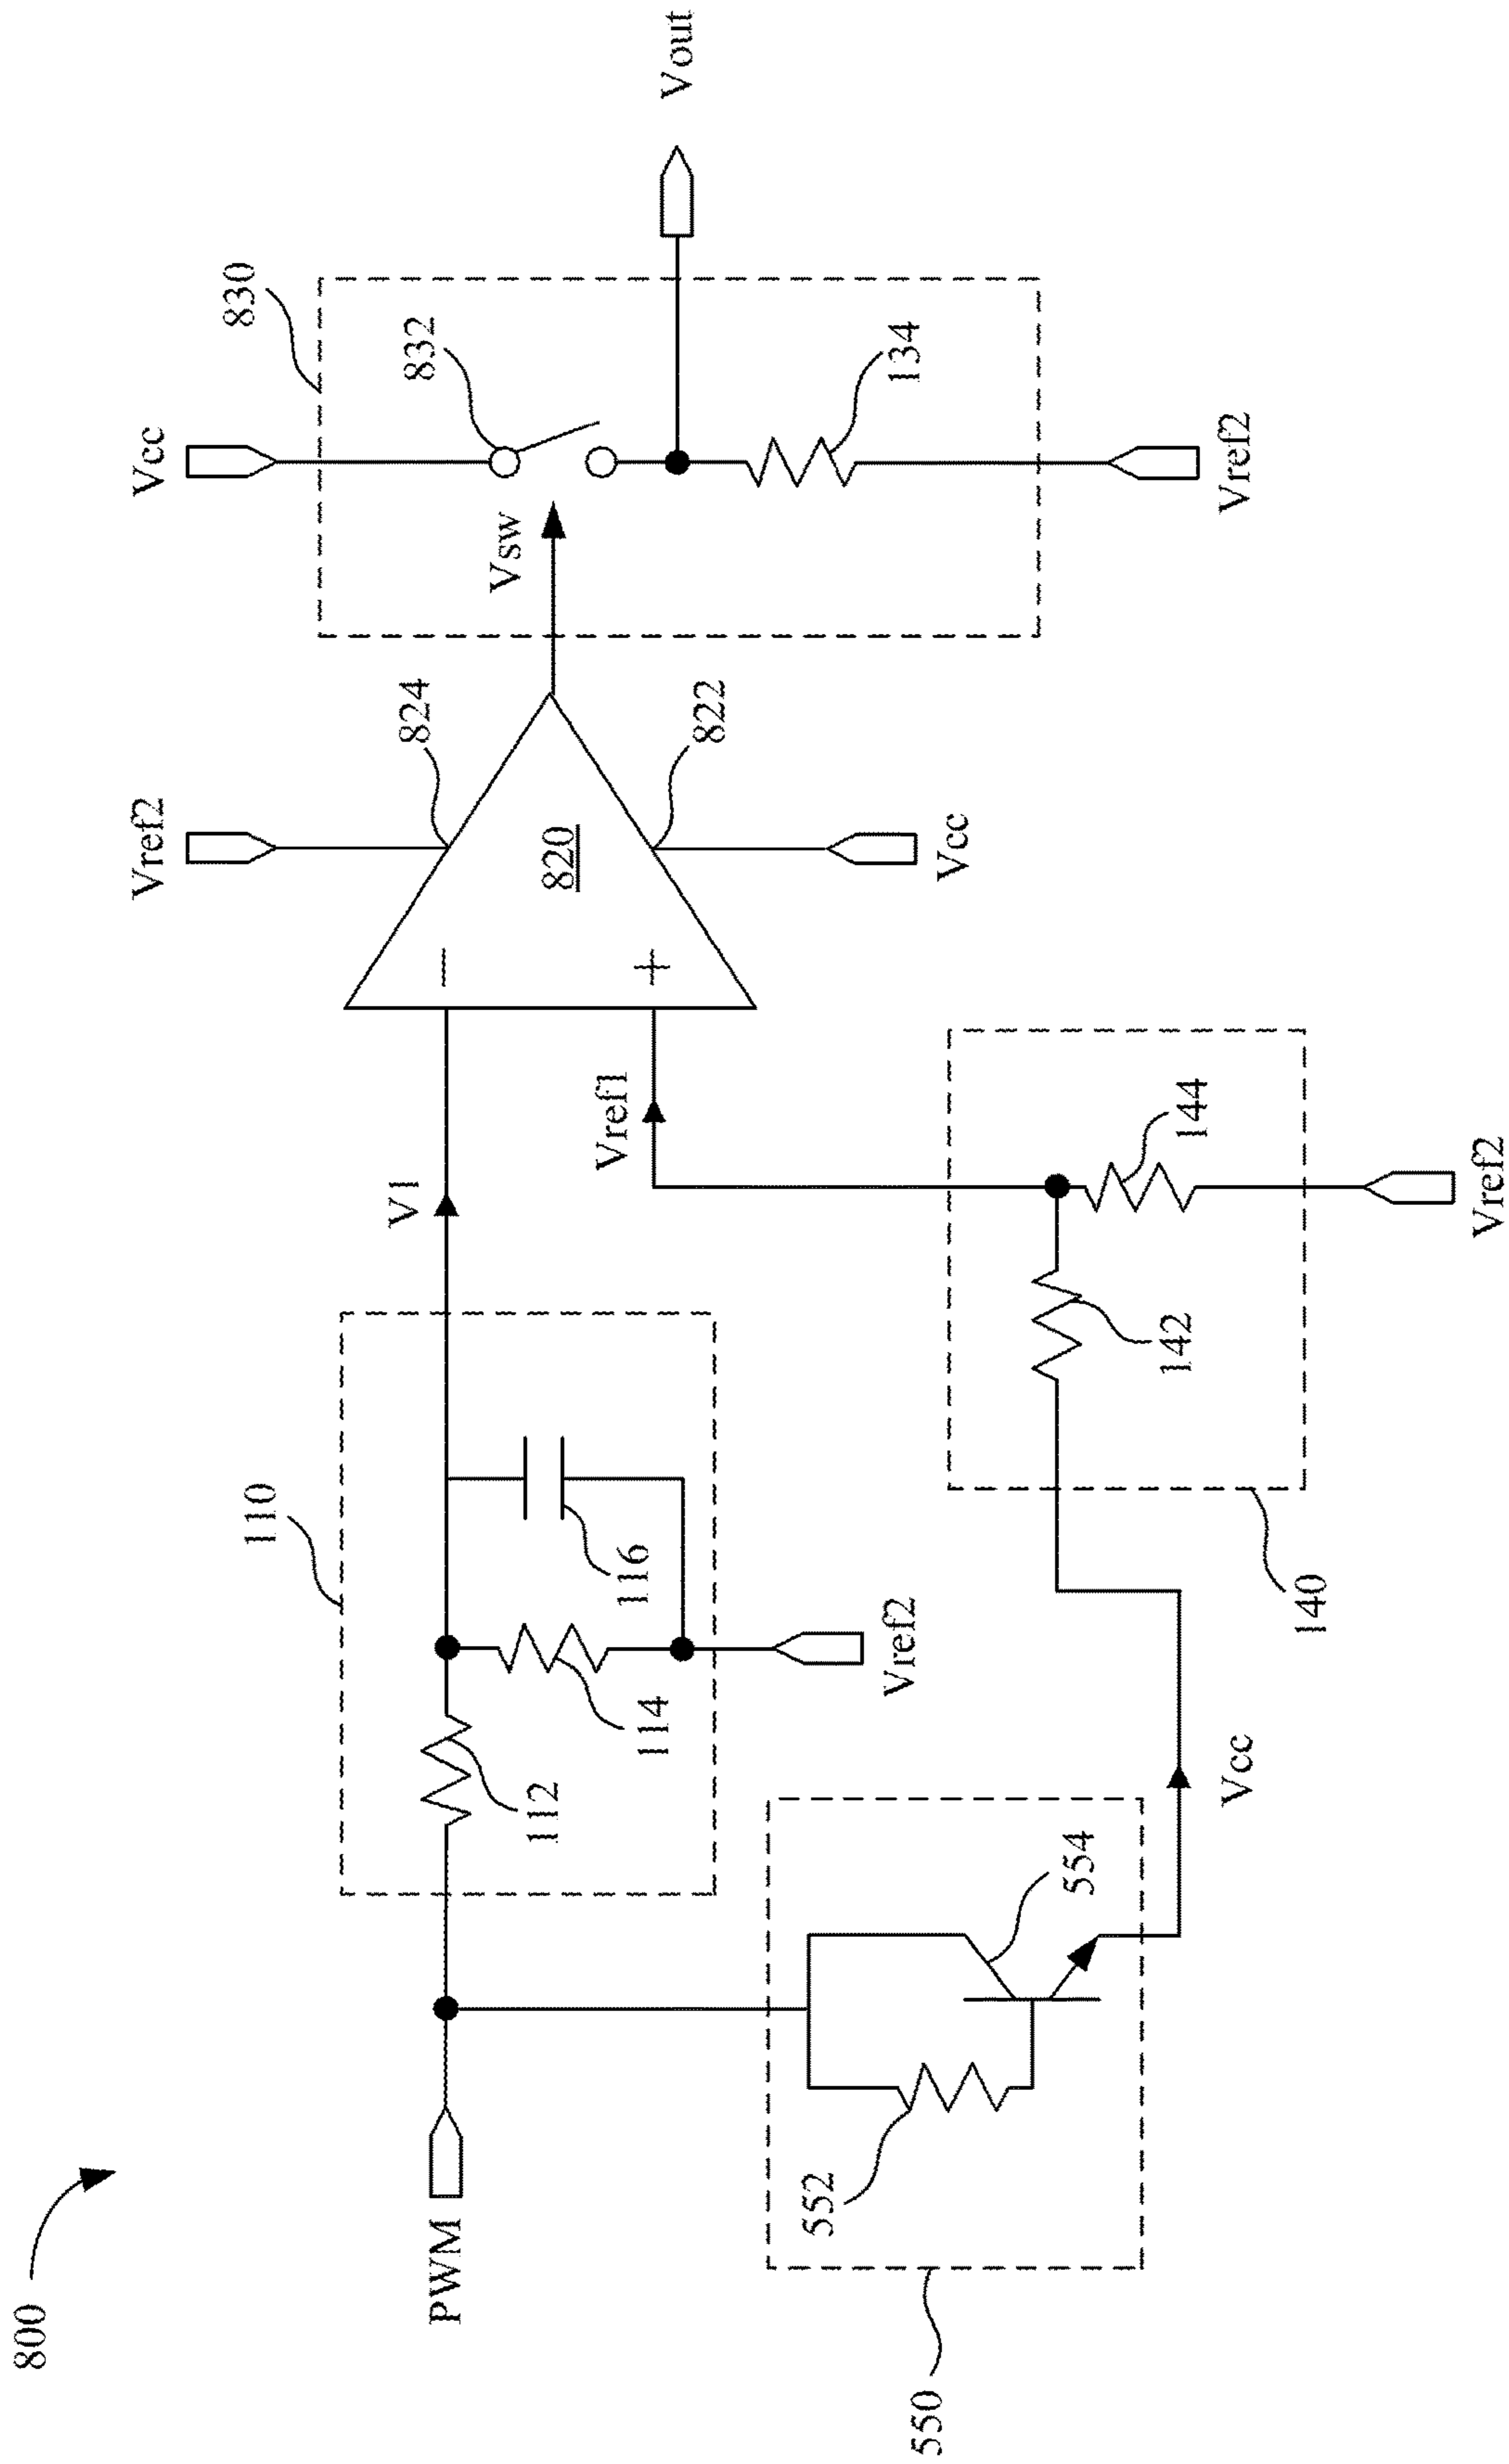 800
PWM
550
552
554
Vcc
110
112
114
116
Vref2
V1
140
142
144
Vref2
Vref1
−
+
820
Vref2
824
822
Vcc
Vsw
830
Vcc
832
134
Vref2
Vout